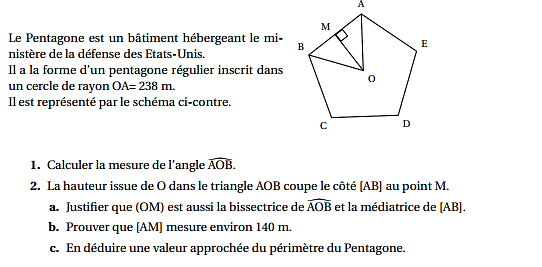 Le Pentagone est un bâtiment hébergeant le mi-
nistère de la défense des Etats-Unis.
Il a la forme d'un pentagone régulier inscrit dans
un cercle de rayon OA= 238 m.
Il est représenté par le schéma ci-contre.
A
M
B
E
O
C
D
1. Calculer la mesure de l'angle AOB.
2. La hauteur issue de O dans le triangle AOB coupe le côté [AB] au point M.
a. Justifier que (OM) est aussi la bissectrice de AOB et la médiatrice de [AB].
b. Prouver que [AM] mesure environ 140 m.
c. En déduire une valeur approchée du périmètre du Pentagone.